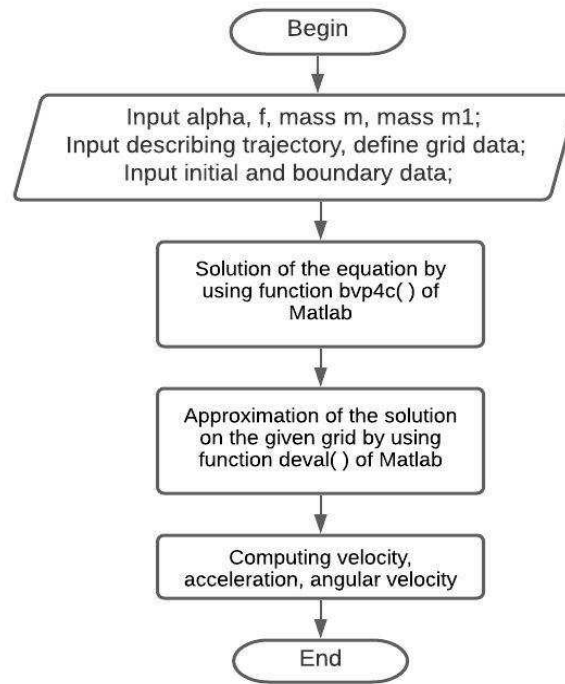 Begin
Input alpha, f, mass m, mass m1;
Input describing trajectory, define grid data;
Input initial and boundary data;
Solution of the equation by
using function bvp4c( ) of
Matlab
Approximation of the solution
on the given grid by using
function deval( ) of Matlab
Computing velocity,
acceleration, angular velocity
End